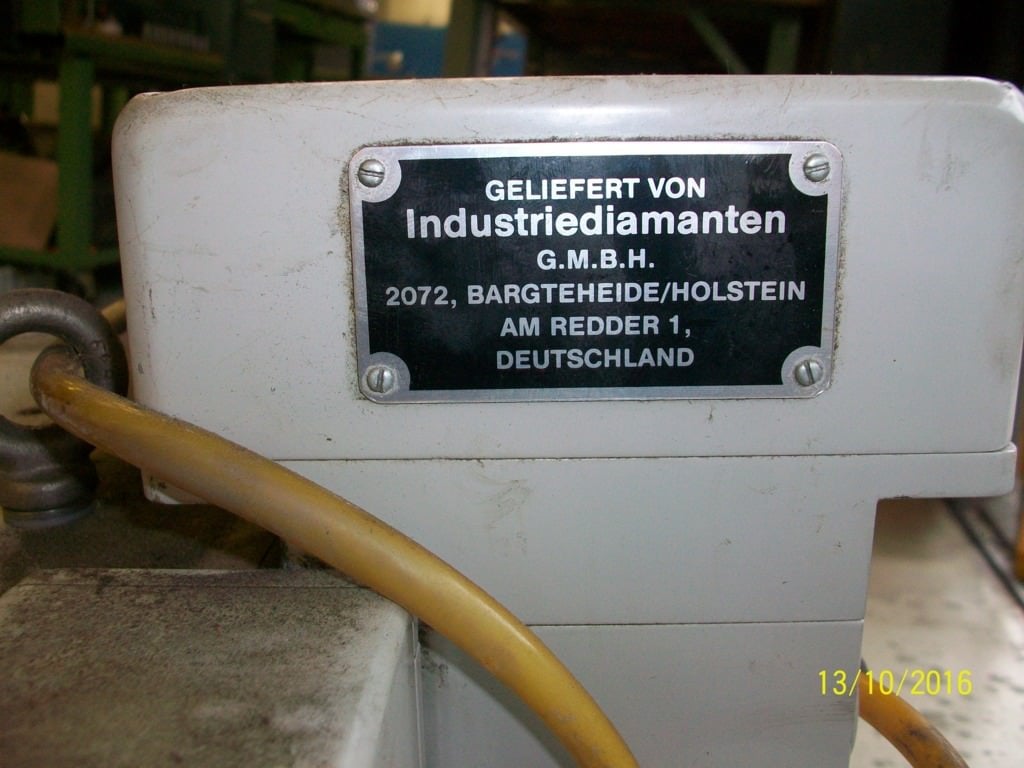 GELIEFERT VON
Industriediamanten
G.M.B.H.
2072, BARGTEHEIDE/HOLSTEIN
AM REDDER 1,
DEUTSCHLAND
13/10/2016